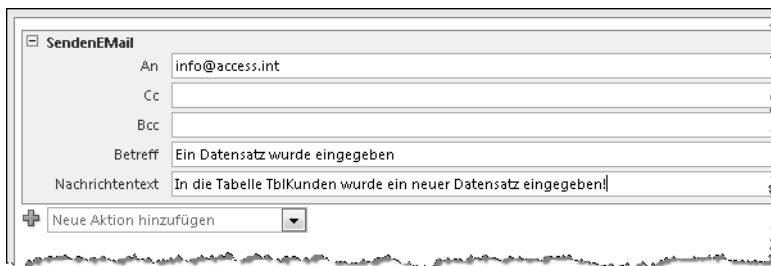 SendenEMail
An info@access.int
Cc
Bcc
Betreff Ein Datensatz wurde eingegeben
Nachrichtentext In die Tabelle TblKunden wurde ein neuer Datensatz eingegeben!
Neue Aktion hinzufügen